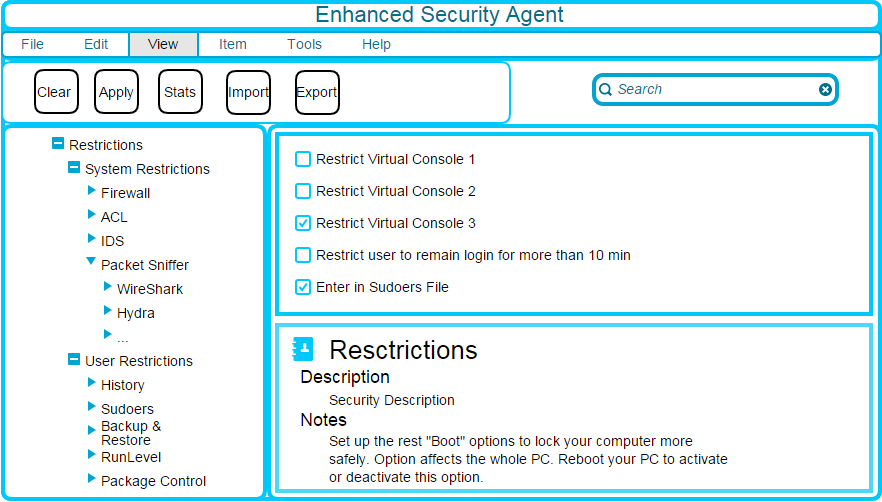 Enhanced Security Agent
File Edit View Item Tools Help
Clear Apply Stats Import Export Search
Restrictions
System Restrictions
Firewall
ACL
IDS
Packet Sniffer
WireShark
Hydra
...
User Restrictions
History
Sudoers
Backup &
Restore
RunLevel
Package Control
Restrict Virtual Console 1
Restrict Virtual Console 2
Restrict Virtual Console 3
Restrict user to remain login for more than 10 min
Enter in Sudoers File
Resctrictions
Description
Security Description
Notes
Set up the rest "Boot" options to lock your computer more
safely. Option affects the whole PC. Reboot your PC to activate
or deactivate this option.